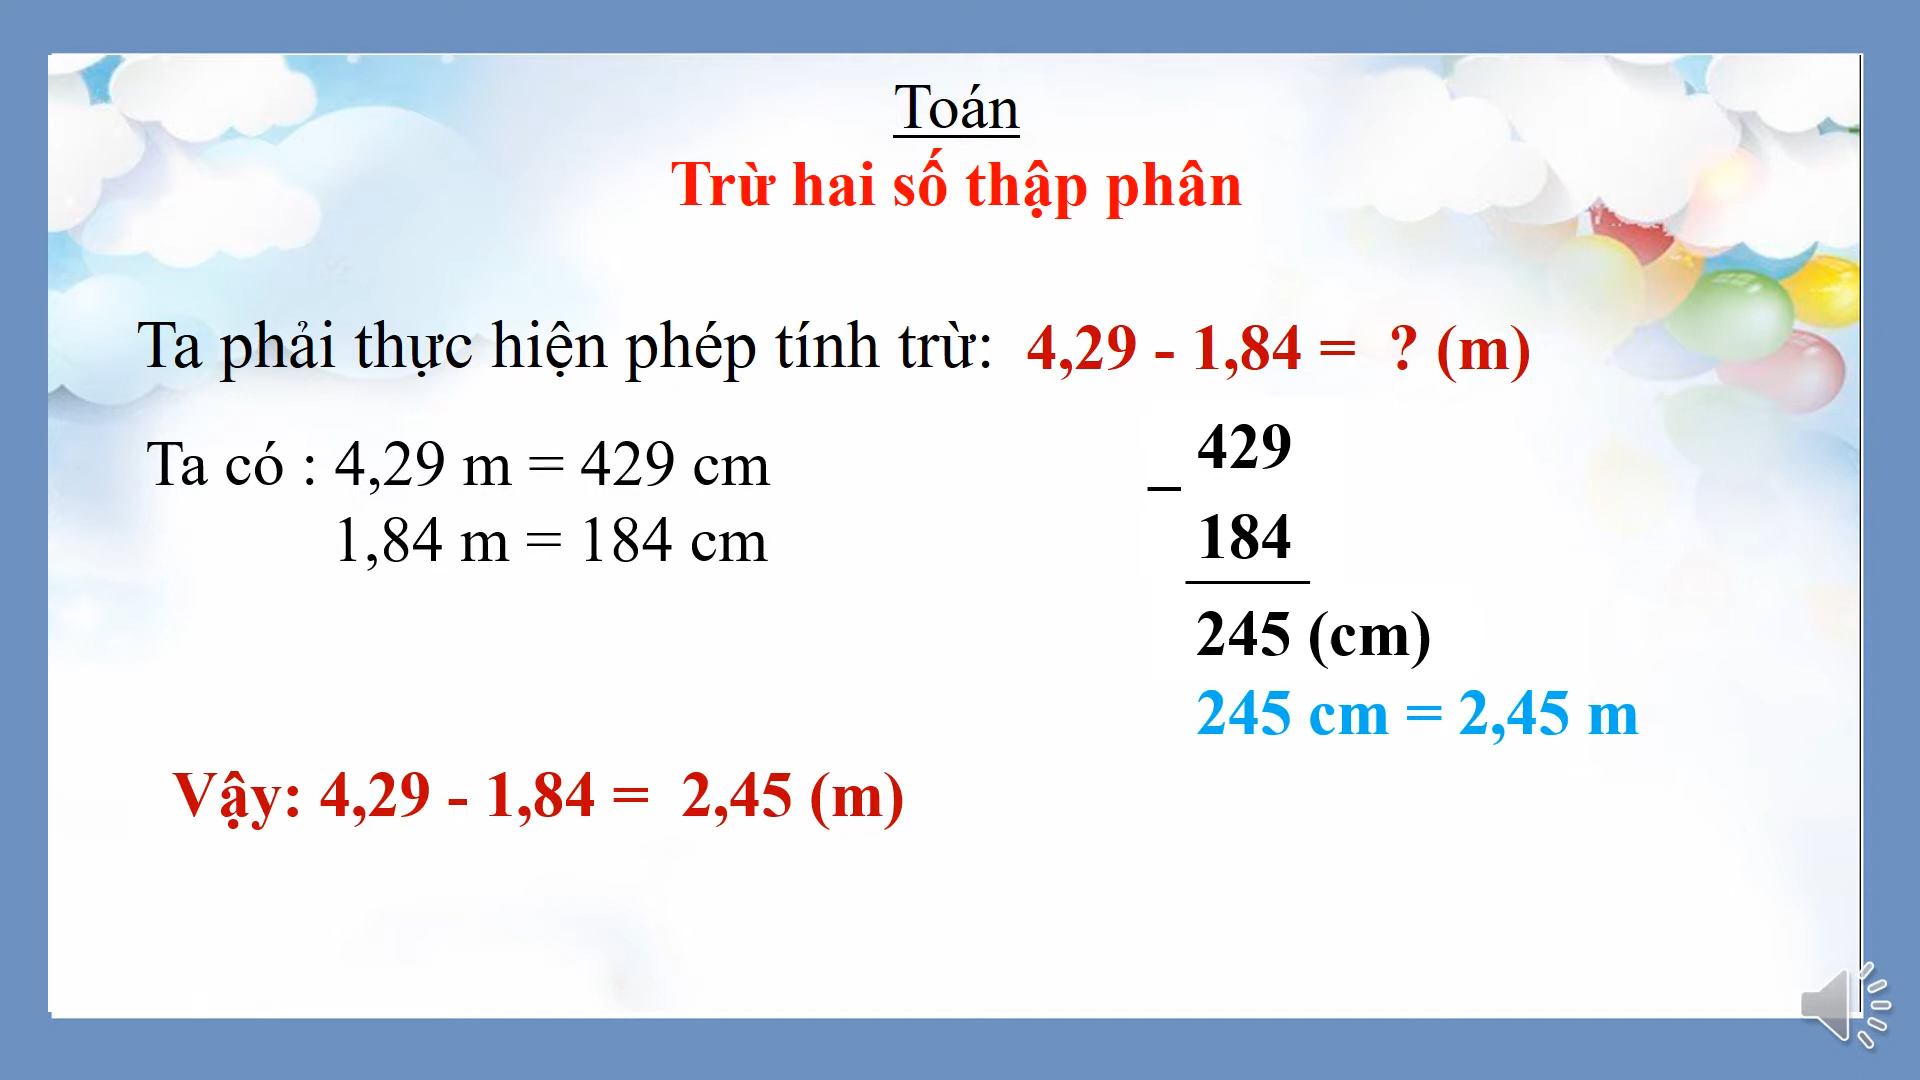 Toán
Trừ hai số thập phân
Ta phải thực hiện phép tính trừ: 4,29 - 1,84 = ? (m)
Ta có : 4,29 m = 429 cm
1,84 m = 184 cm
429
_
184
245 (cm)
245 cm = 2,45 m
Vậy: 4,29 - 1,84 = 2,45 (m)